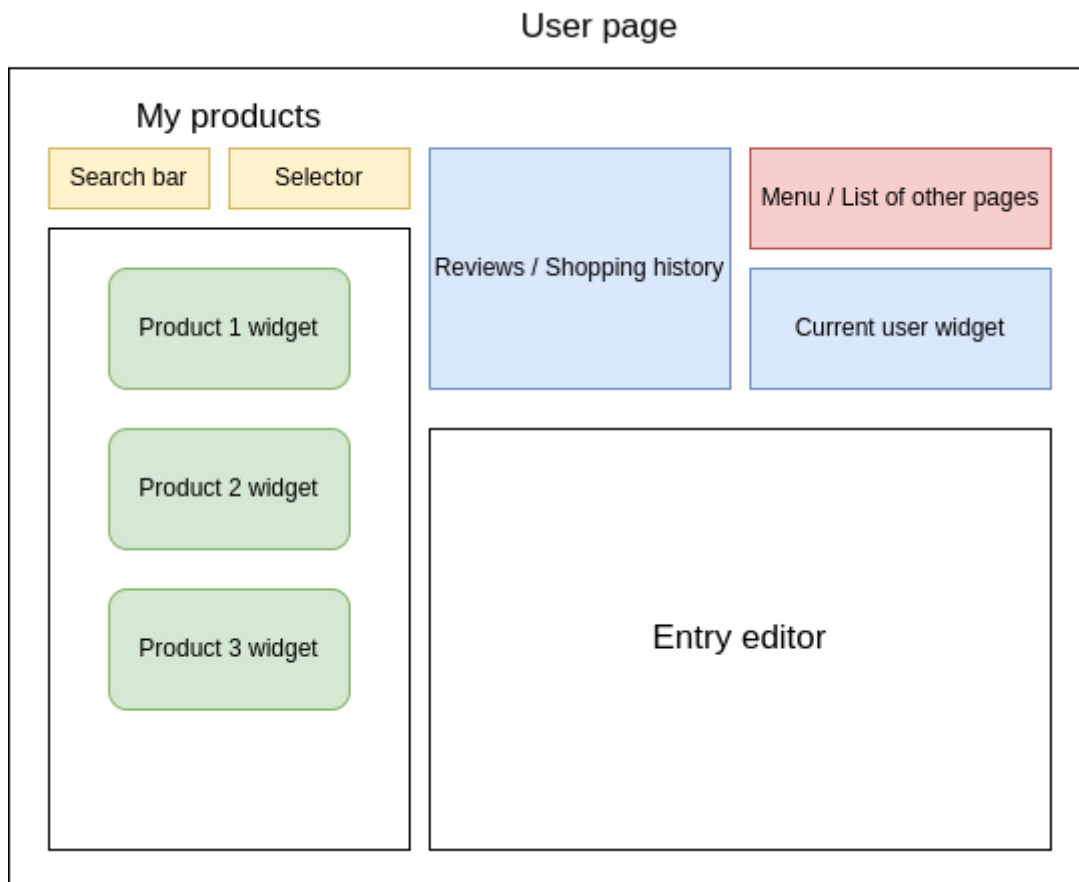 User page
My products
Search bar
Selector
Reviews / Shopping history
Menu / List of other pages
Current user widget
Product 1 widget
Product 2 widget
Product 3 widget
Entry editor